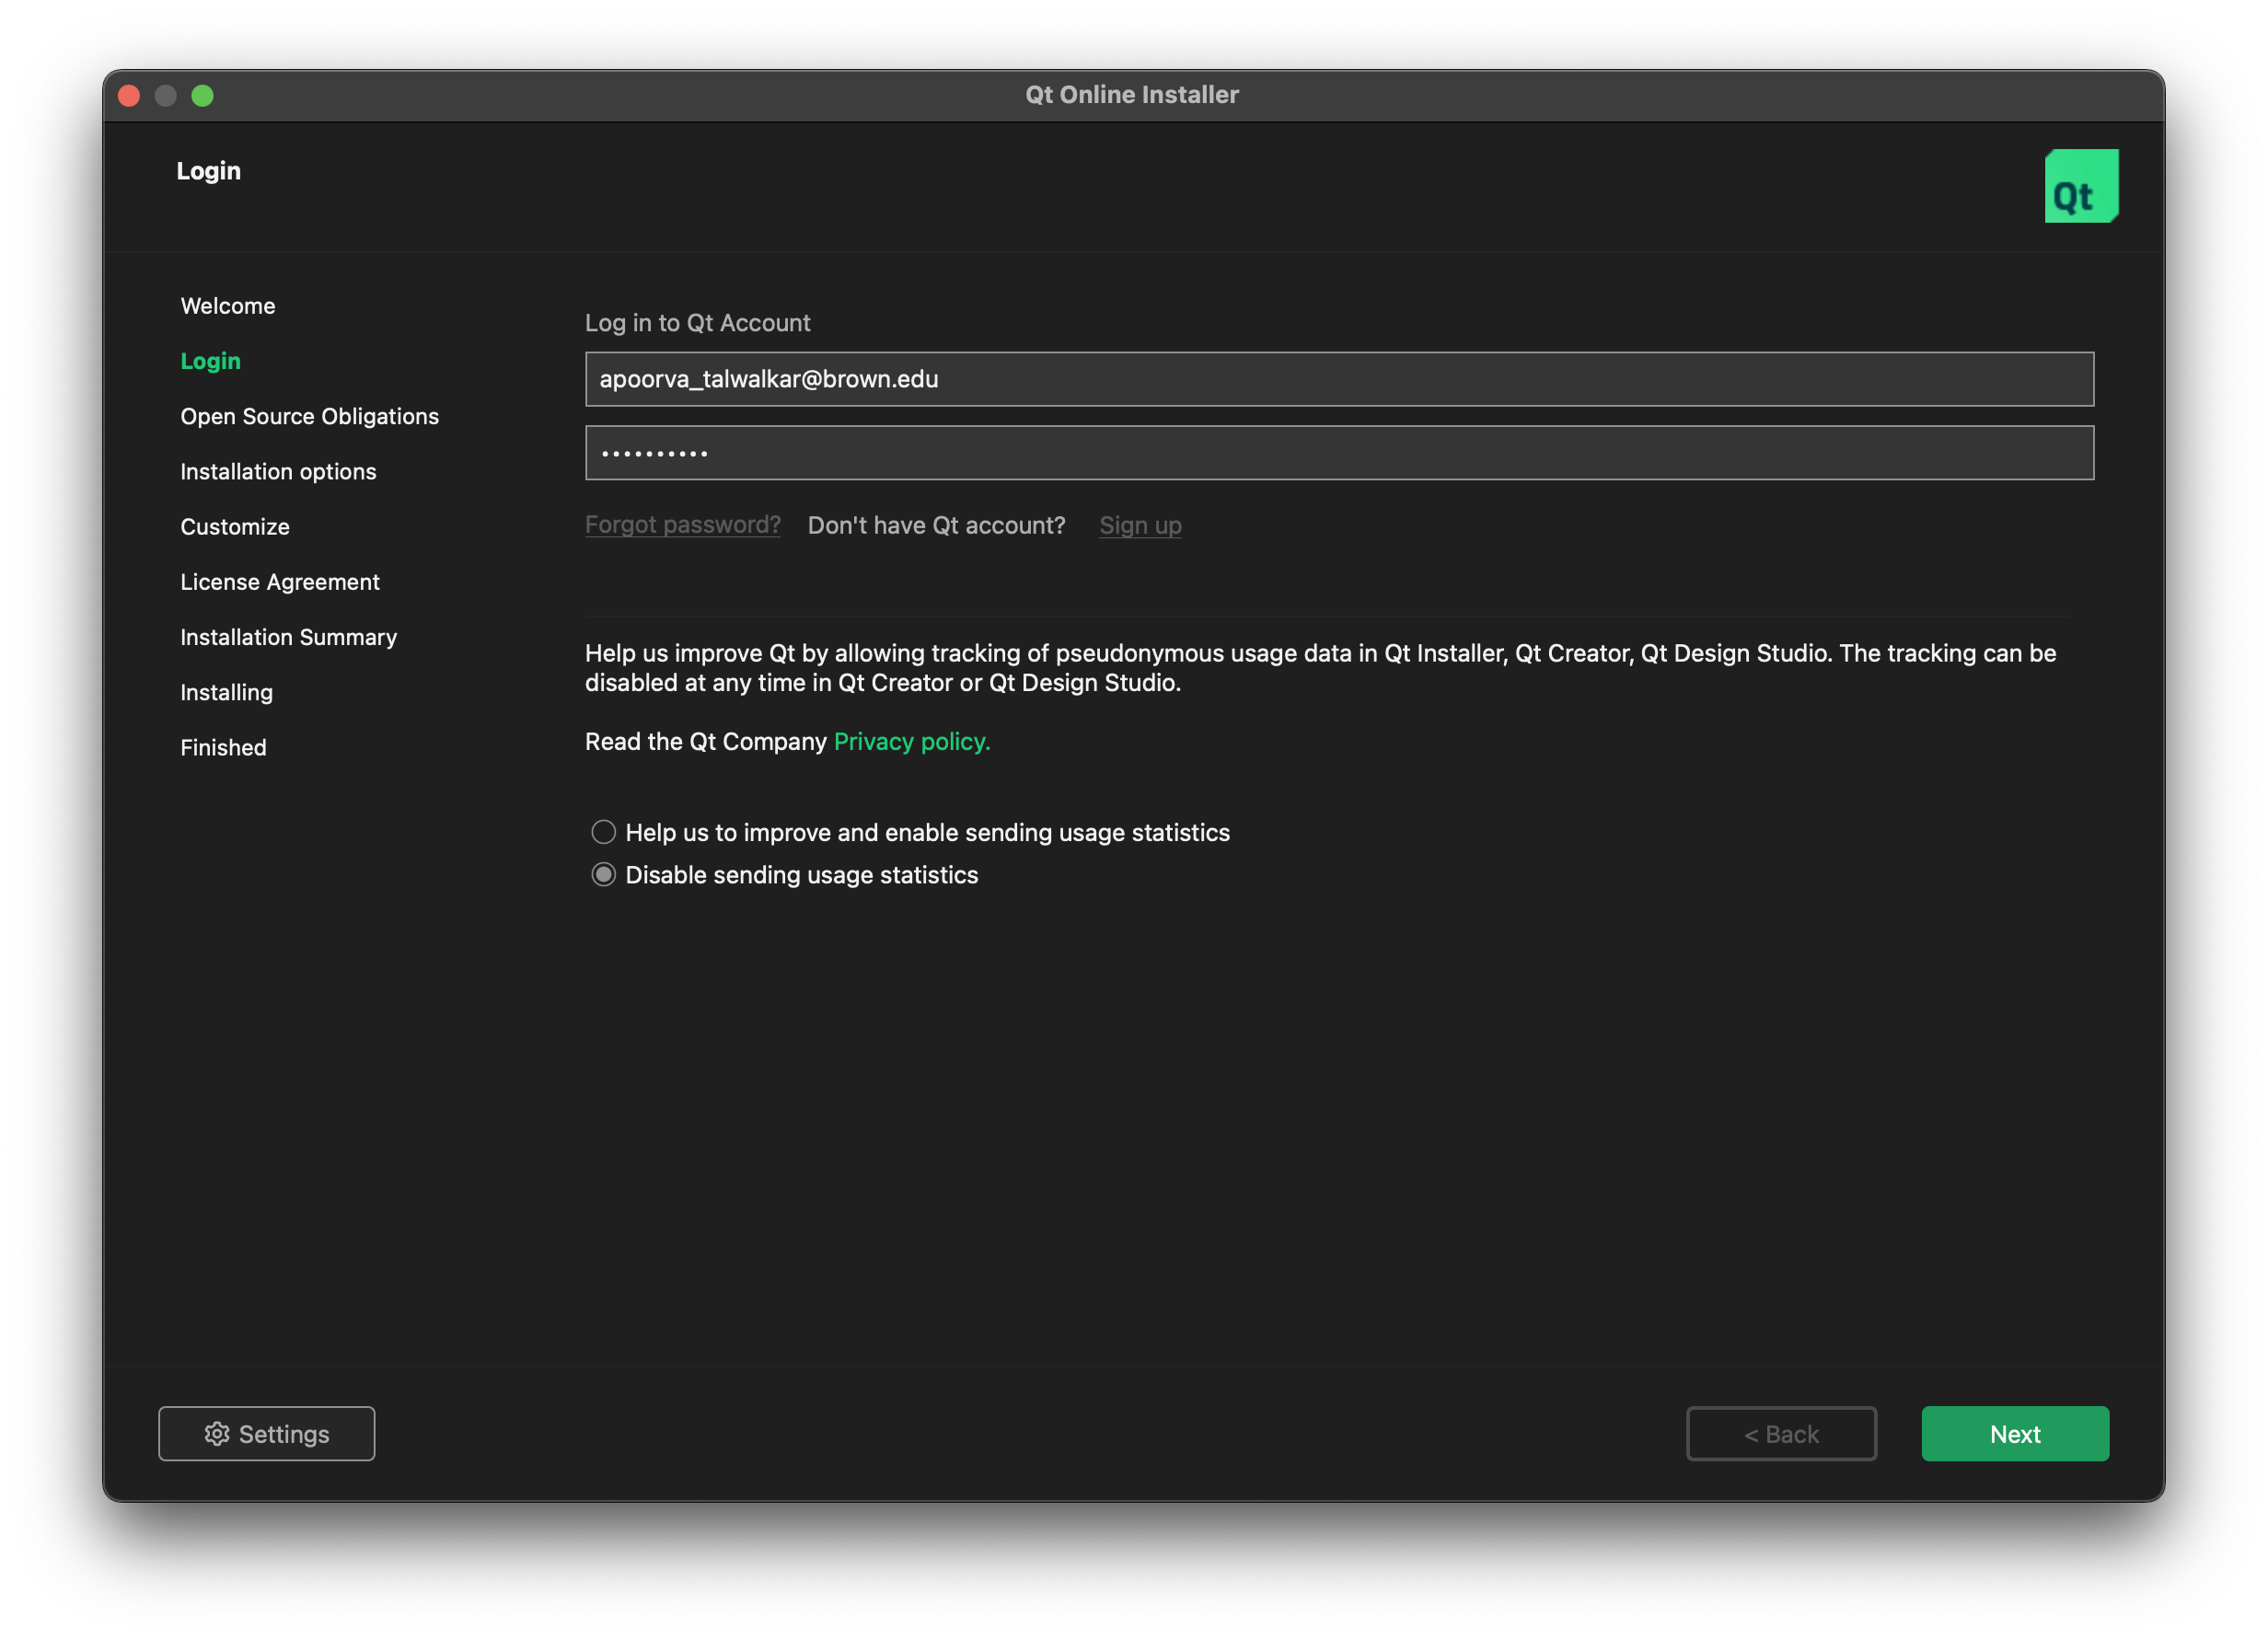 Qt Online Installer
Login
Qt
Welcome
Login
Open Source Obligations
Installation options
Customize
License Agreement
Installation Summary
Installing
Finished
Log in to Qt Account
apoorva_talwalkar@brown.edu
••••••••••
Forgot password? Don't have Qt account? Sign up
Help us improve Qt by allowing tracking of pseudonymous usage data in Qt Installer, Qt Creator, Qt Design Studio. The tracking can be
disabled at any time in Qt Creator or Qt Design Studio.
Read the Qt Company Privacy policy.
Help us to improve and enable sending usage statistics
Disable sending usage statistics
Settings
< Back
Next